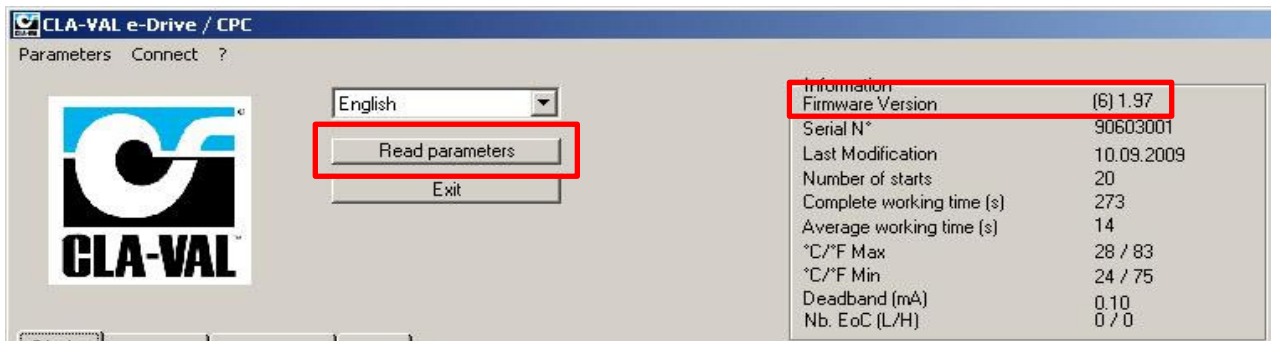 CLA-VAL e-Drive / CPC
Parameters Connect ?
English
Read parameters
Exit
CLA-VAL
Information
Firmware Version (6) 1.97
Serial N° 90603001
Last Modification 10.09.2009
Number of starts 20
Complete working time (s) 273
Average working time (s) 14
°C/°F Max 28 / 83
°C/°F Min 24 / 75
Deadband (mA) 0.10
Nb. EoC (L/H) 0 / 0